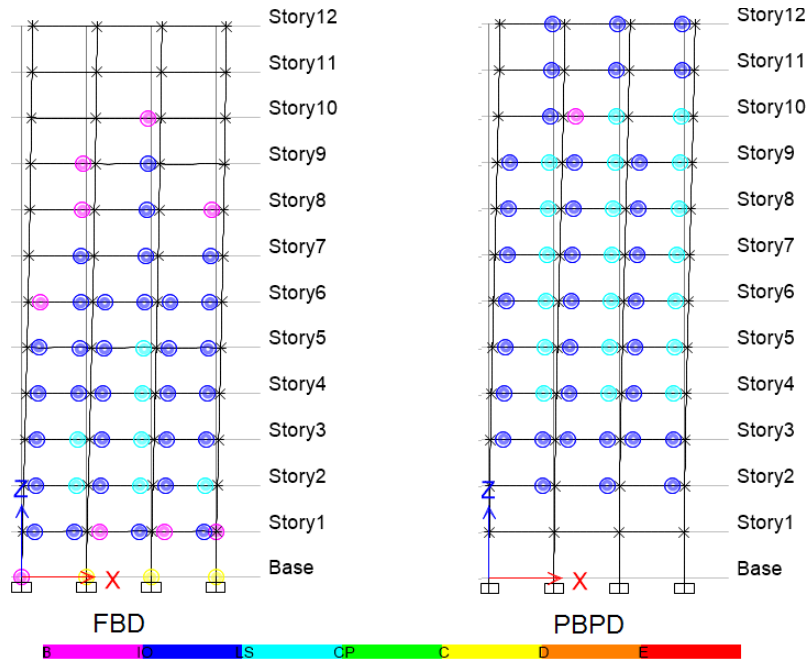 Story12
Story11
Story10
Story9
Story8
Story7
Story6
Story5
Story4
Story3
Story2
Z
Story1
X
Base
FBD
Story12
Story11
Story10
Story9
Story8
Story7
Story6
Story5
Story4
Story3
Story2
Z
Story1
X
Base
PBPD
B IO LS CP C D E